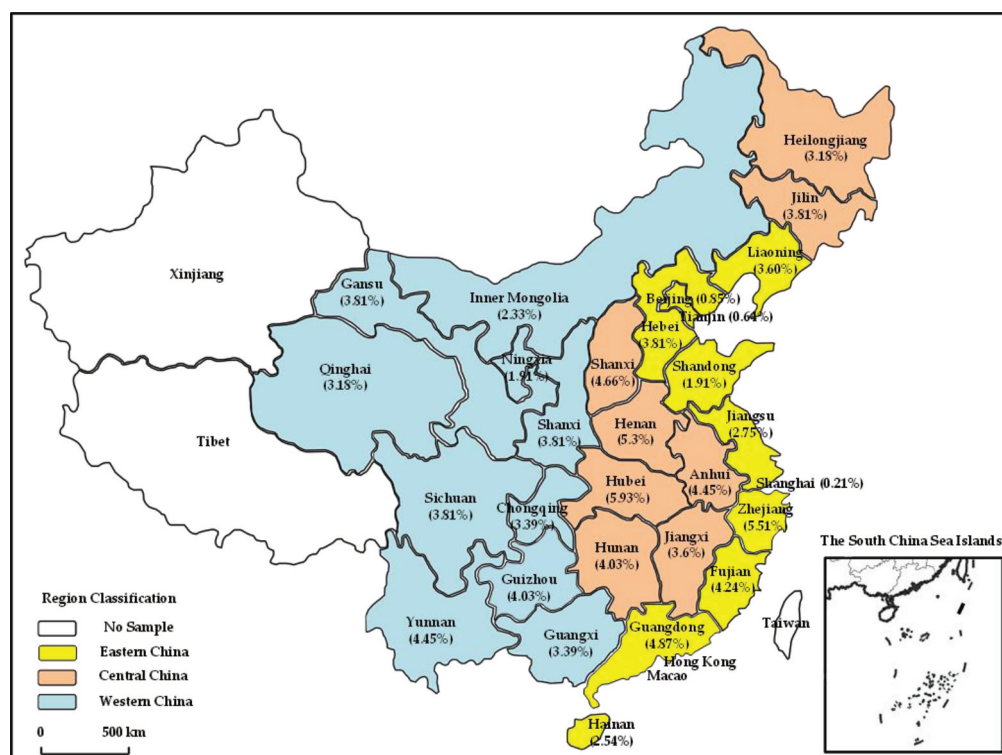 Heilongjiang
(3.18%)
Jilin
(3.81%)
Liaoning
(3.60%)
Xinjiang
Gansu
(3.81%)
Inner Mongolia
(2.33%)
Beijing (0.85%)
Tianjin (0.64%)
Hebei
(3.81%)
Ningxia
(1.91%)
Shanxi
(4.66%)
Shandong
(1.91%)
Qinghai
(3.18%)
Jiangsu
(2.75%)
Shanxi
(3.81%)
Henan
(5.3%)
Tibet
Anhui
(4.45%)
Shanghai (0.21%)
Hubei
(5.93%)
Sichuan
(3.81%)
Chongqing
(3.39%)
Zhejiang
(5.51%)
Jiangxi
(3.6%)
Hunan
(4.03%)
The South China Sea Islands
Fujian
(4.24%)
Guizhou
(4.03%)
Yunnan
(4.45%)
Guangxi
(3.39%)
Guangdong
(4.87%)
Taiwan
Hong Kong
Macao
Hainan
(2.54%)
Region Classification
No Sample
Eastern China
Central China
Western China
0 500 km